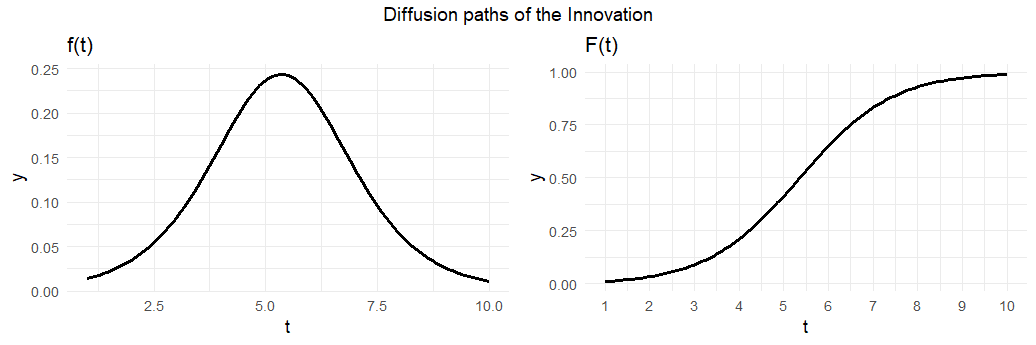 Diffusion paths of the Innovation
f(t)
0.25
0.20
0.15
0.10
0.05
0.00
y
2.5 5.0 7.5 10.0
t
F(t)
1.00
0.75
0.50
0.25
0.00
y
1 2 3 4 5 6 7 8 9 10
t